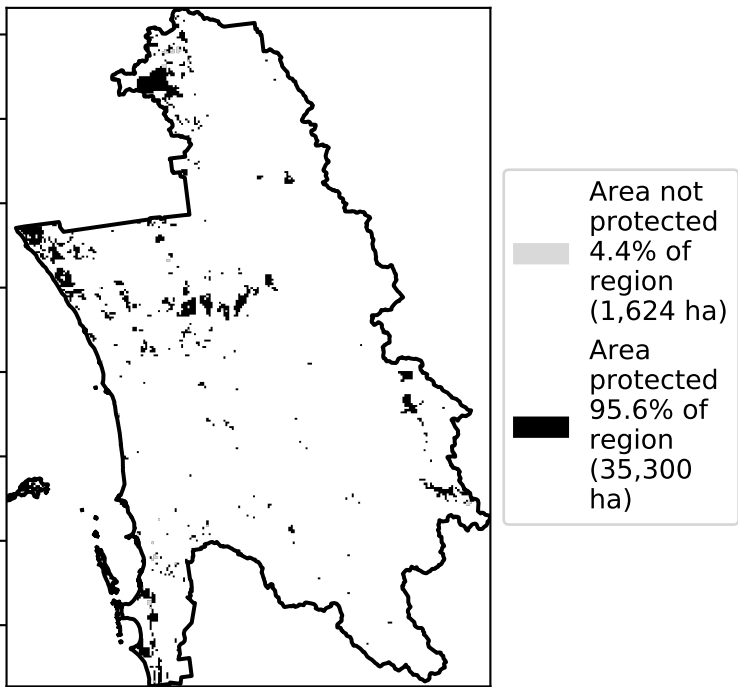 Area not
protected
4.4% of
region
(1,624 ha)
Area
protected
95.6% of
region
(35,300
ha)